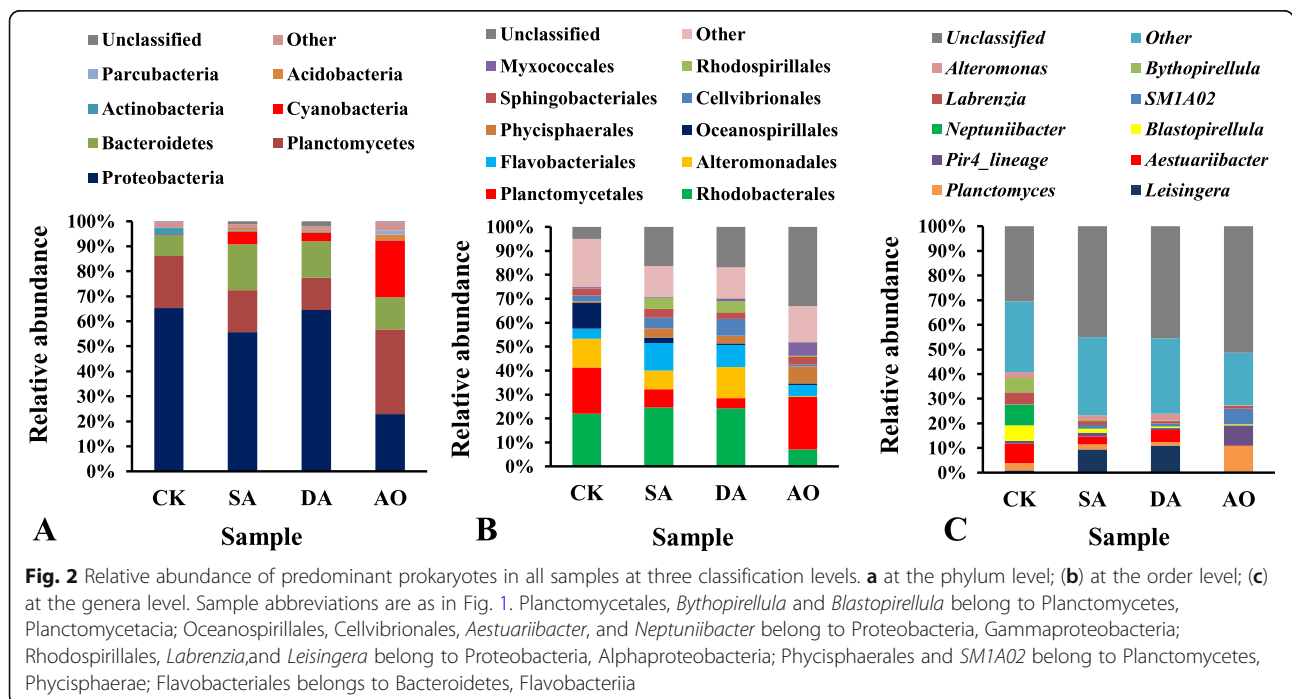 Unclassified Other
Parcubacteria Acidobacteria
Actinobacteria Cyanobacteria
Bacteroidetes Planctomycetes
Proteobacteria
Relative abundance
100%
90%
80%
70%
60%
50%
40%
30%
20%
10%
0%
CK SA DA AO
A Sample
Unclassified Other
Myxococcales Rhodospirillales
Sphingobacteriales Cellvibrionales
Phycisphaerales Oceanospirillales
Flavobacteriales Alteromonadales
Planctomycetales Rhodobacterales
Relative abundance
100%
90%
80%
70%
60%
50%
40%
30%
20%
10%
0%
CK SA DA AO
B Sample
Unclassified Other
Alteromonas Bythopirellula
Labrenzia SM1A02
Neptuniibacter Blastopirellula
Pir4_lineage Aestuariibacter
Planctomyces Leisingera
Relative abundance
100%
90%
80%
70%
60%
50%
40%
30%
20%
10%
0%
CK SA DA AO
C Sample
Fig. 2 Relative abundance of predominant prokaryotes in all samples at three classification levels. a at the phylum level; (b) at the order level; (c)
at the genera level. Sample abbreviations are as in Fig. 1. Planctomycetales, Bythopirellula and Blastopirellula belong to Planctomycetes,
Planctomycetacia; Oceanospirillales, Cellvibrionales, Aestuariibacter, and Neptuniibacter belong to Proteobacteria, Gammaproteobacteria;
Rhodospirillales, Labrenzia,and Leisingera belong to Proteobacteria, Alphaproteobacteria; Phycisphaerales and SM1A02 belong to Planctomycetes,
Phycisphaerae; Flavobacteriales belongs to Bacteroidetes, Flavobacteriia